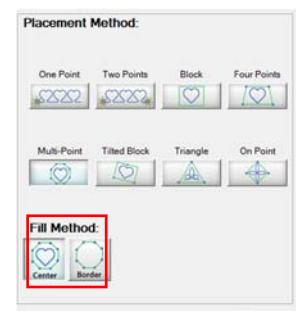 Placement Method:
One Point Two Points Block Four Points
Multi-Point Tilted Block Triangle On Point
Fill Method:
Center Border